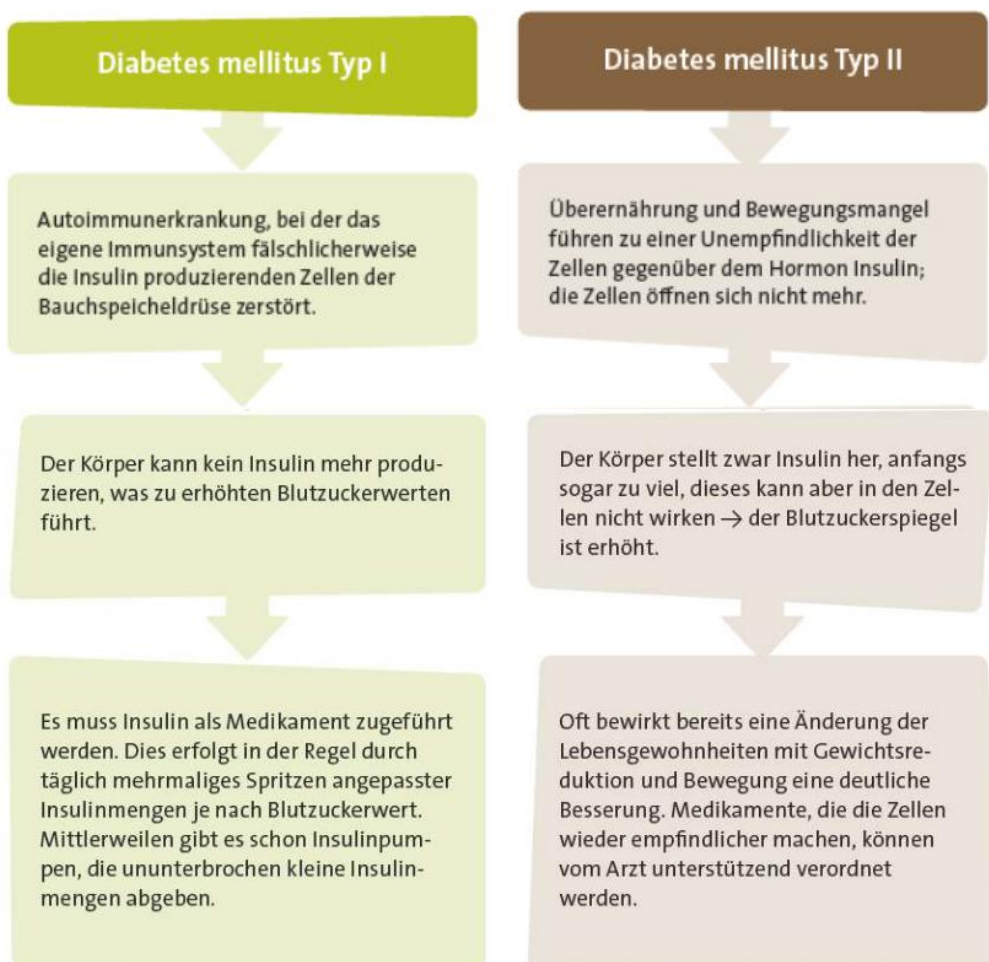 Diabetes mellitus Typ I
Autoimmunerkrankung, bei der das
eigene Immunsystem fälschlicherweise
die Insulin produzierenden Zellen der
Bauchspeicheldrüse zerstört.
Der Körper kann kein Insulin mehr produ-
zieren, was zu erhöhten Blutzuckerwerten
führt.
Es muss Insulin als Medikament zugeführt
werden. Dies erfolgt in der Regel durch
täglich mehrmaliges Spritzen angepasster
Insulinmengen je nach Blutzuckerwert.
Mittlerweilen gibt es schon Insulinpum-
pen, die ununterbrochen kleine Insulin-
mengen abgeben.
Diabetes mellitus Typ II
Überernährung und Bewegungsmangel
führen zu einer Unempfindlichkeit der
Zellen gegenüber dem Hormon Insulin;
die Zellen öffnen sich nicht mehr.
Der Körper stellt zwar Insulin her, anfangs
sogar zu viel, dieses kann aber in den Zel-
len nicht wirken → der Blutzuckerspiegel
ist erhöht.
Oft bewirkt bereits eine Änderung der
Lebensgewohnheiten mit Gewichtsre-
duktion und Bewegung eine deutliche
Besserung. Medikamente, die die Zellen
wieder empfindlicher machen, können
vom Arzt unterstützend verordnet
werden.